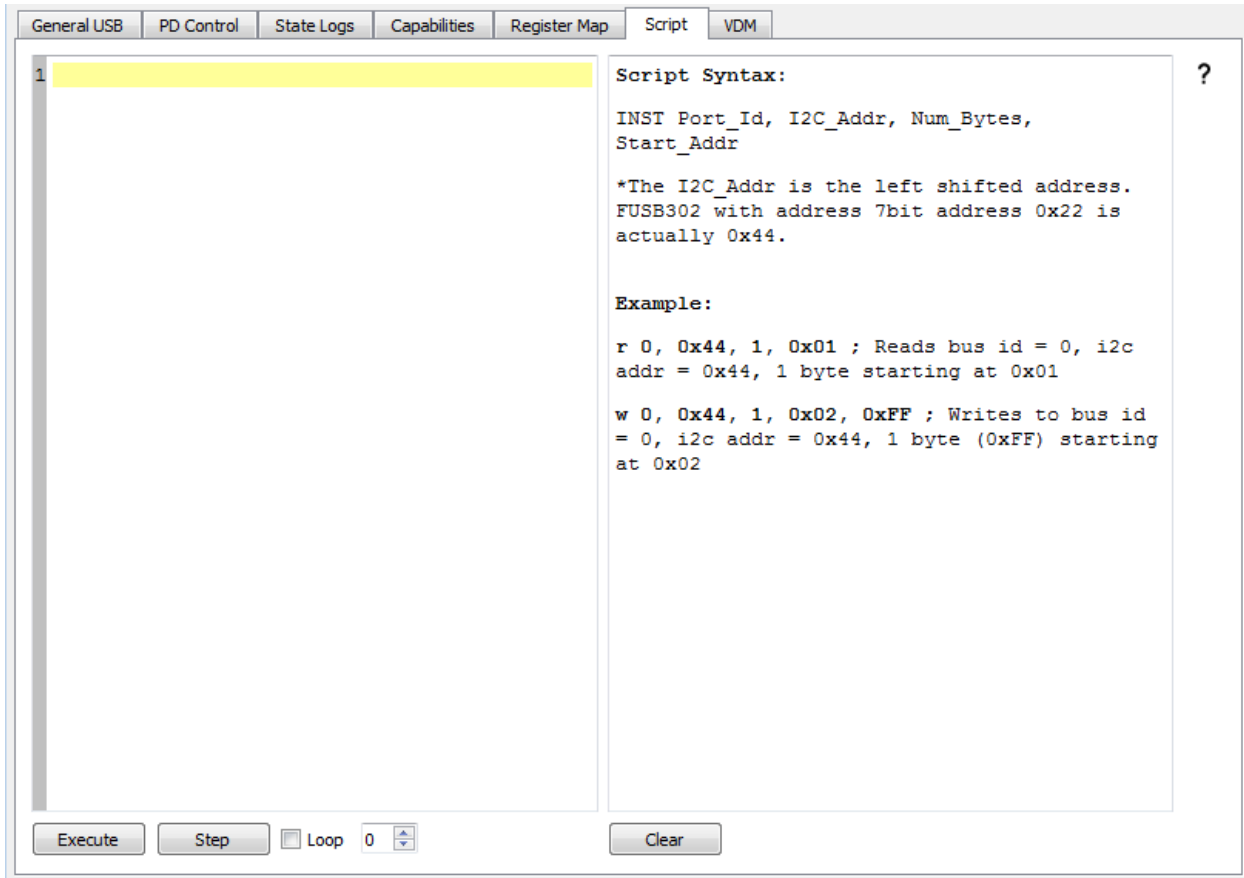 General USB PD Control State Logs Capabilities Register Map Script VDM
1
Script Syntax:
?
INST Port_Id, I2C_Addr, Num_Bytes,
Start_Addr
*The I2C_Addr is the left shifted address.
FUSB302 with address 7bit address 0x22 is
actually 0x44.
Example:
r 0, 0x44, 1, 0x01 ; Reads bus id = 0, i2c
addr = 0x44, 1 byte starting at 0x01
w 0, 0x44, 1, 0x02, 0xFF ; Writes to bus id
= 0, i2c addr = 0x44, 1 byte (0xFF) starting
at 0x02
Execute Step Loop 0 Clear